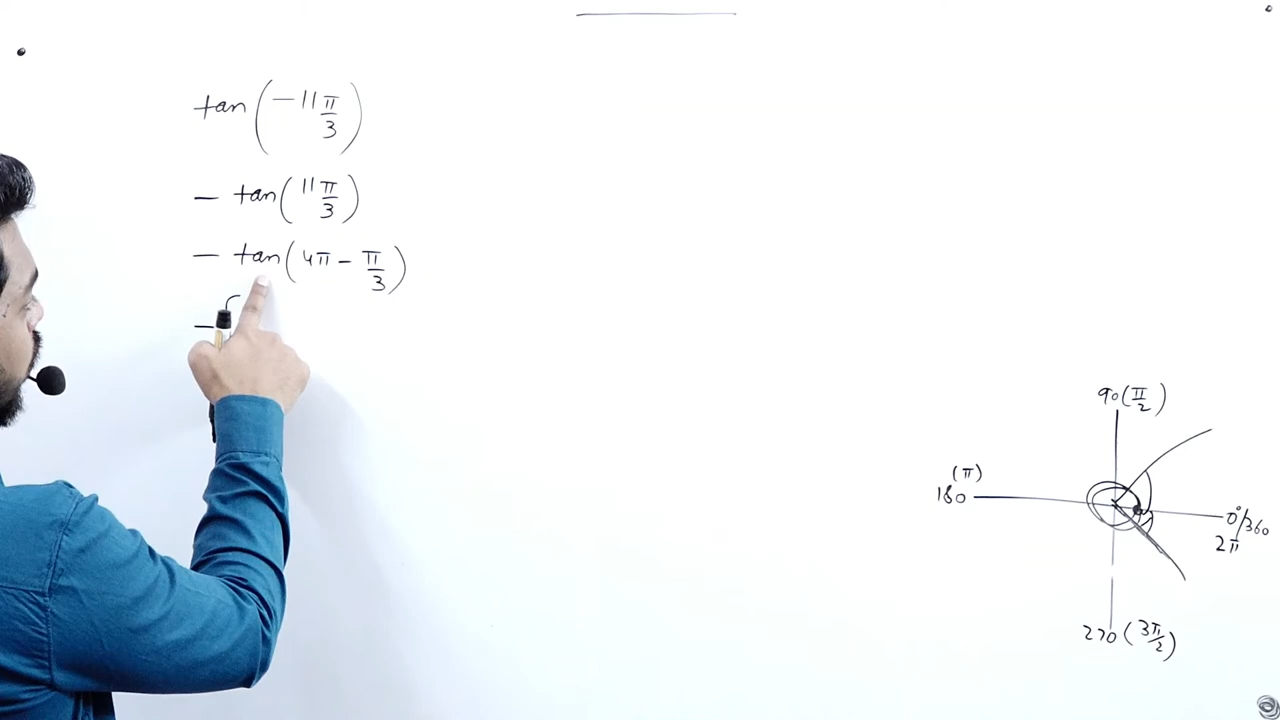 tan(-11π/3)
- tan(11π/3)
- tan(4π - π/3)
-
90(π/2)
(π)
180
0°/360
2π
270(3π/2)